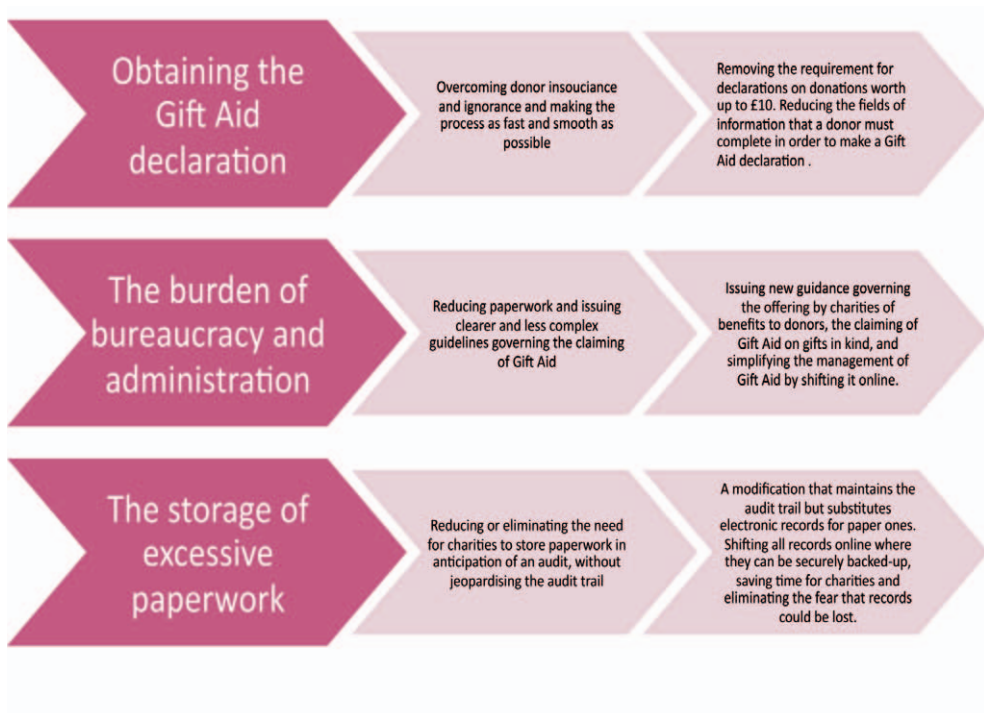 Obtaining the
Gift Aid
declaration
Overcoming donor insouciance
and ignorance and making the
process as fast and smooth as
possible
Removing the requirement for
declarations on donations worth
up to £10. Reducing the fields of
information that a donor must
complete in order to make a Gift
Aid declaration .
The burden of
bureaucracy and
administration
Reducing paperwork and issuing
clearer and less complex
guidelines governing the claiming
of Gift Aid
Issuing new guidance governing
the offering by charities of
benefits to donors, the claiming of
Gift Aid on gifts in kind, and
simplifying the management of
Gift Aid by shifting it online.
The storage of
excessive
paperwork
Reducing or eliminating the need
for charities to store paperwork in
anticipation of an audit, without
jeopardising the audit trail
A modification that maintains the
audit trail but substitutes
electronic records for paper ones.
Shifting all records online where
they can be securely backed-up,
saving time for charities and
eliminating the fear that records
could be lost.